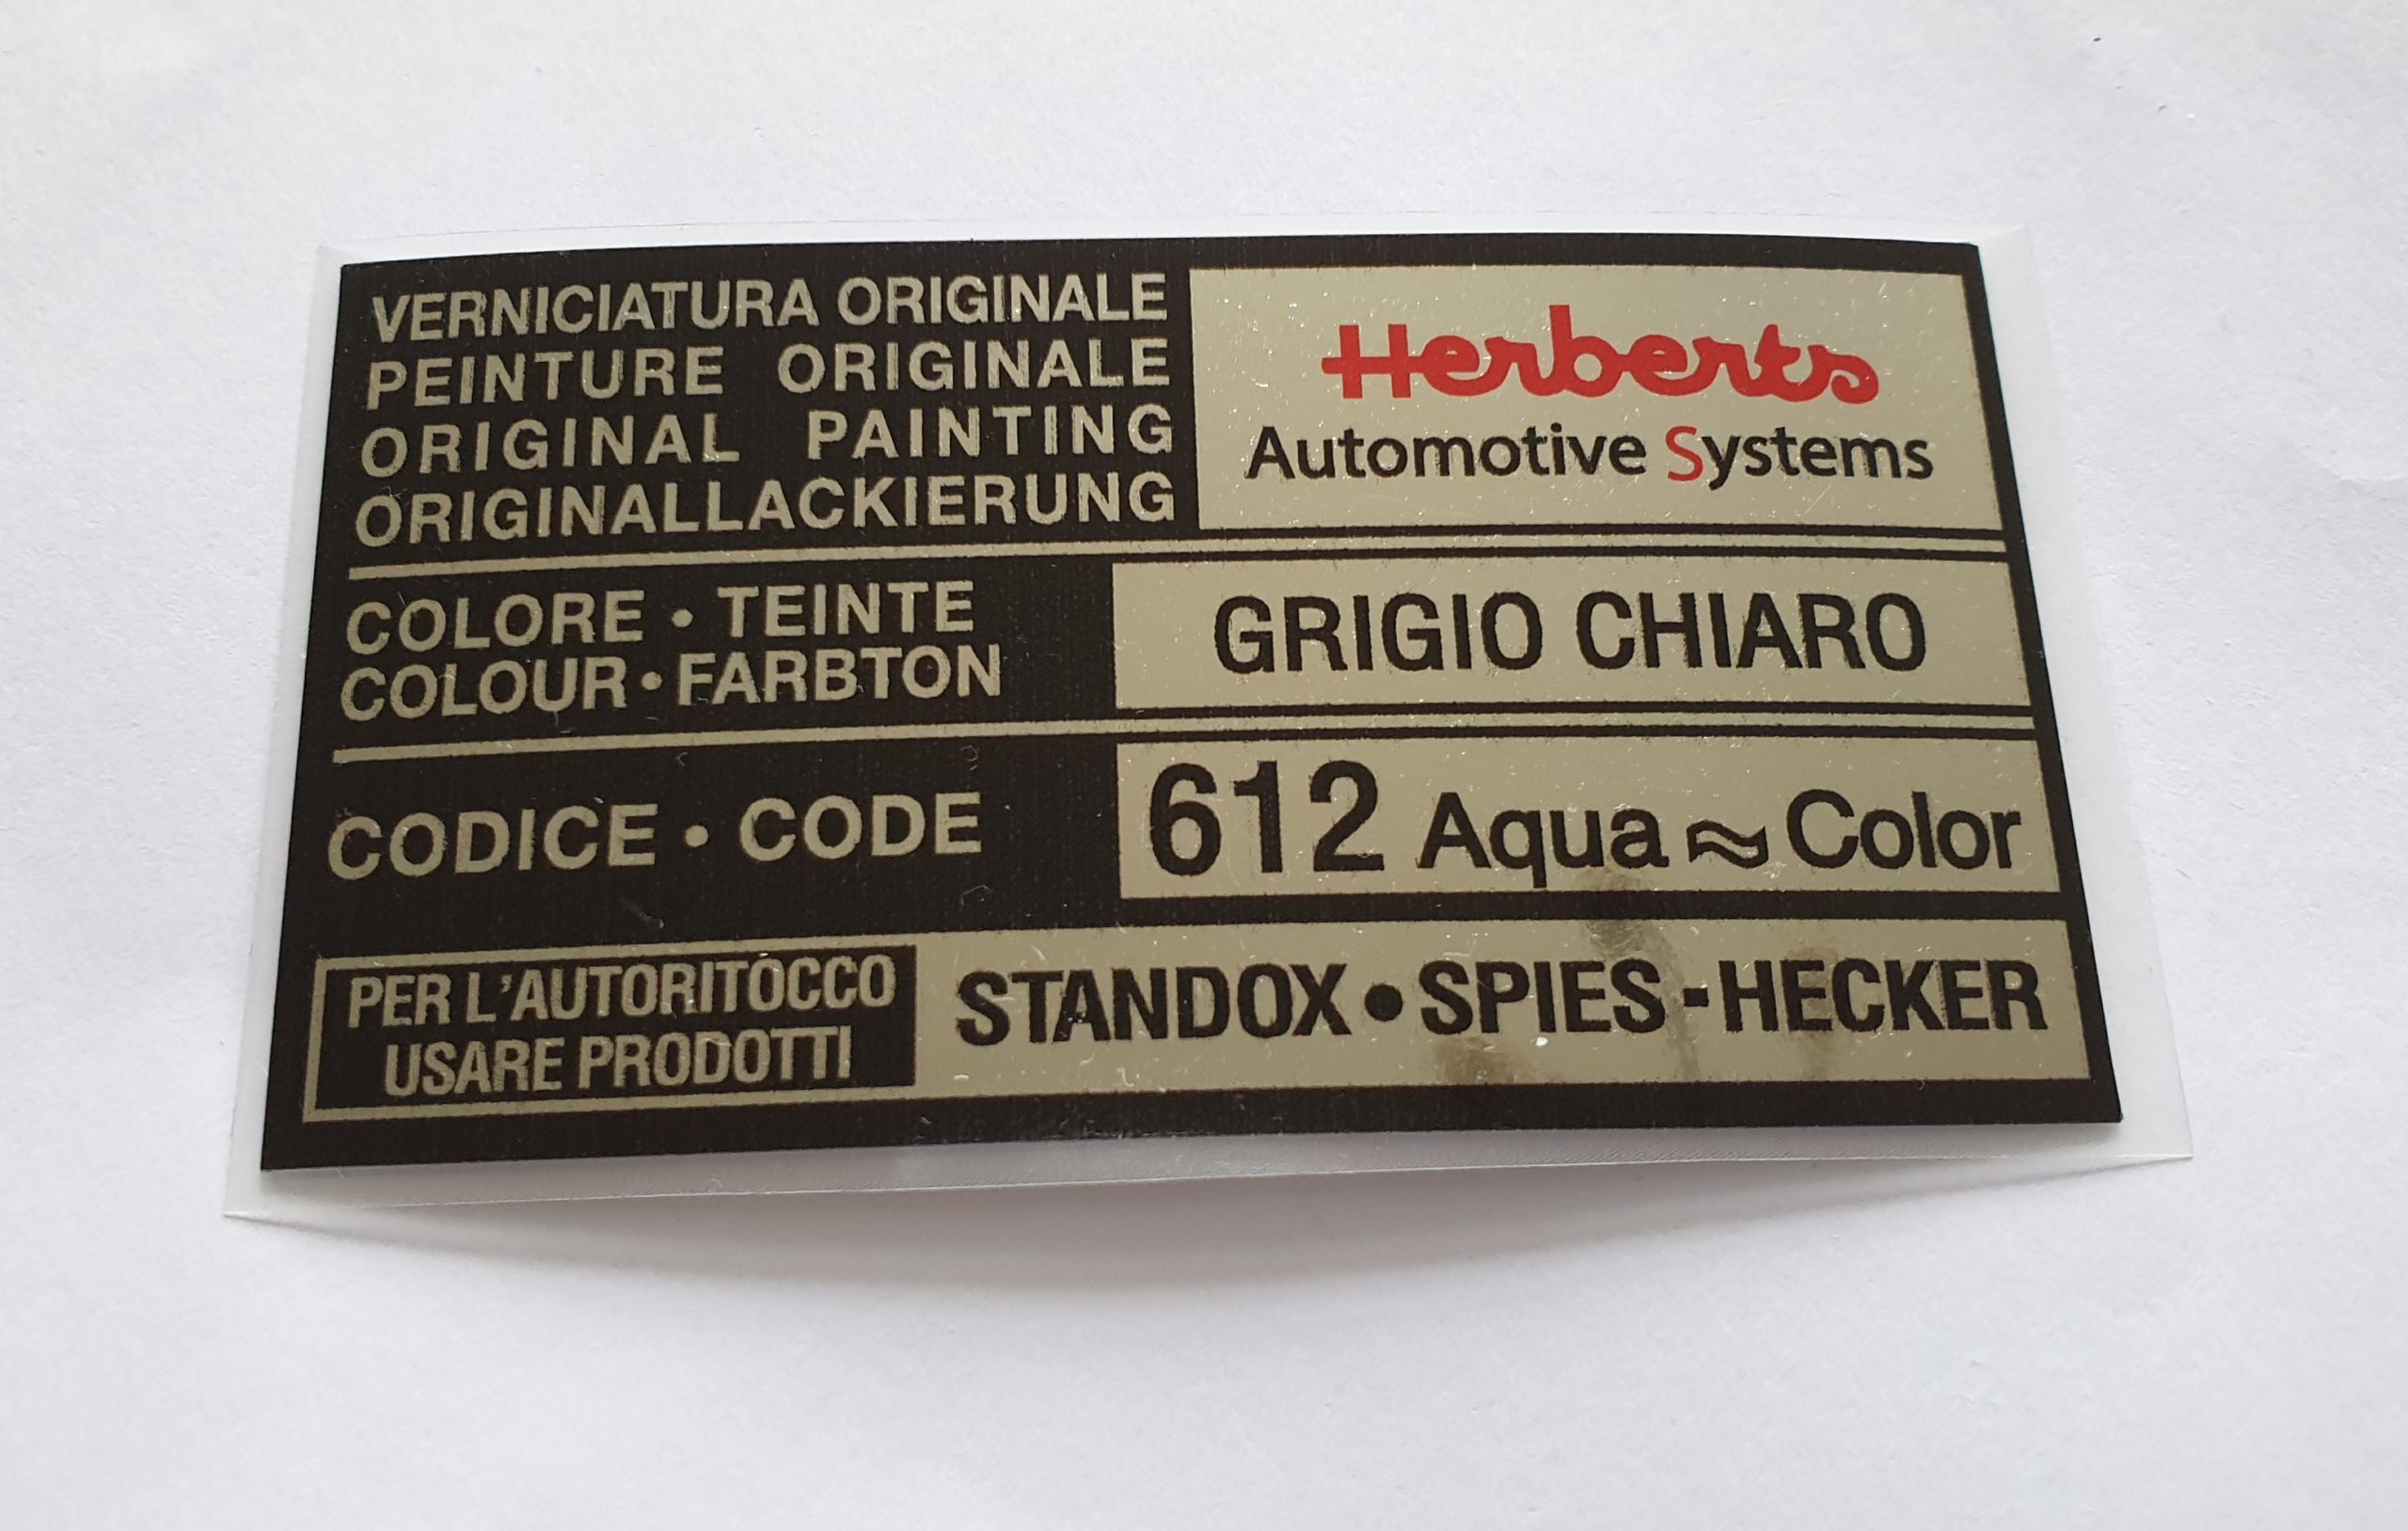 VERNICIATURA ORIGINALE
PEINTURE ORIGINALE
ORIGINAL PAINTING
ORIGINALLACKIERUNG
Herberts
Automotive Systems
COLORE • TEINTE
COLOUR • FARBTON
GRIGIO CHIARO
CODICE • CODE
612 Aqua ≈ Color
PER L'AUTORITOCCO
USARE PRODOTTI
STANDOX • SPIES-HECKER